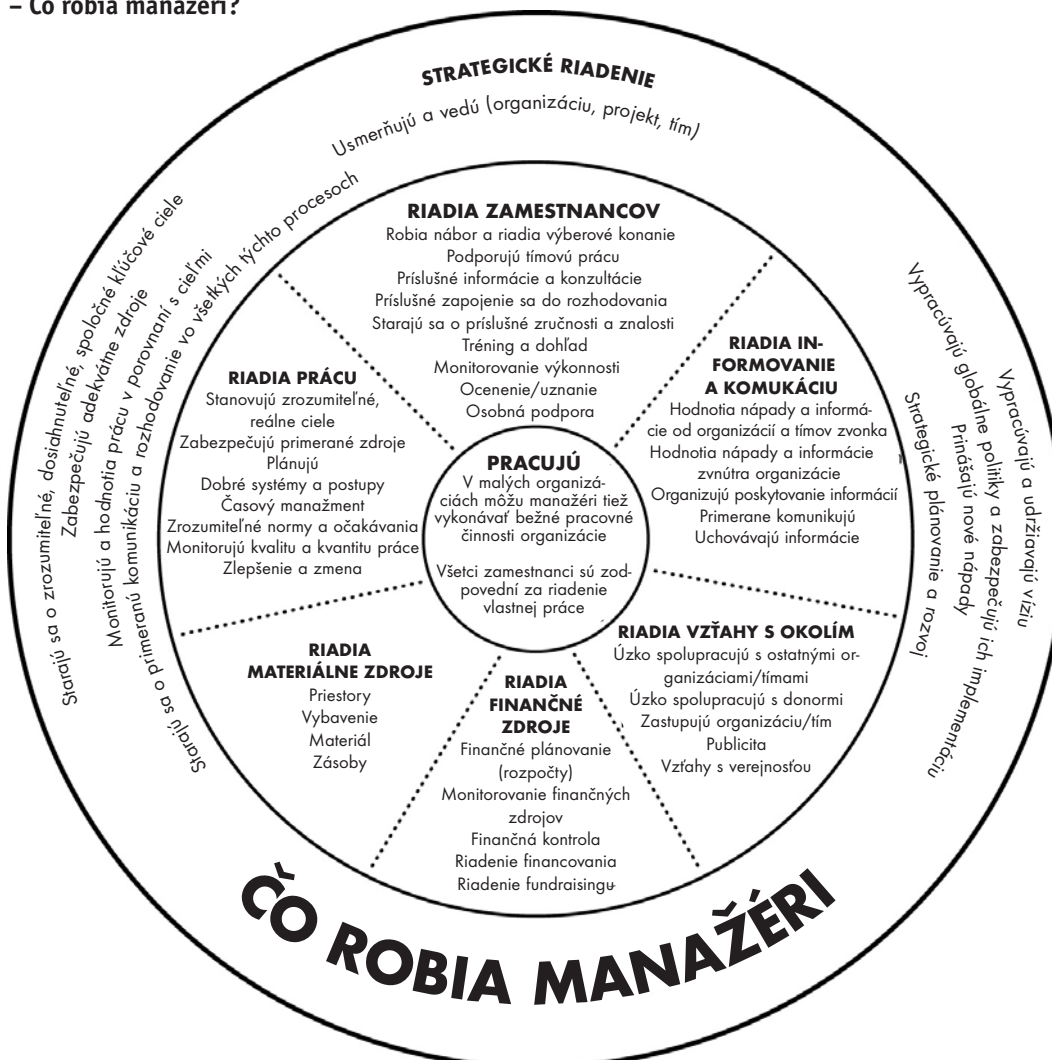 – Čo robia manažéri?
STRATEGICKÉ RIADENIE
Usmerňujú a vedú (organizáciu, projekt, tím)
Starajú sa o zrozumiteľné, dosiahnuteľné, spoločné kľúčové ciele
Zabezpečujú adekvátne zdroje
Monitorujú a hodnotia prácu v porovnaní s cieľmi
Starajú sa o primeranú komunikáciu a rozhodovanie vo všetkých týchto procesoch
Vypracúvajú a udržiavajú víziu
Vypracúvajú globálne politiky a zabezpečujú ich implementáciu
Prinášajú nové nápady
Strategické plánovanie a rozvoj
RIADIA ZAMESTNANCOV
Robia nábor a riadia výberové konanie
Podporujú tímovú prácu
Príslušné informácie a konzultácie
Príslušné zapojenie sa do rozhodovania
Starajú sa o príslušné zručnosti a znalosti
Tréning a dohľad
Monitorovanie výkonnosti
Ocenenie/uznanie
Osobná podpora
RIADIA IN-
FORMOVANIE
A KOMUKÁCIU
Hodnotia nápady a informá-
cie od organizácií a tímov zvonka
Hodnotia nápady a informácie
zvnútra organizácie
Organizujú poskytovanie informácií
Primerane komunikujú
Uchovávajú informácie
RIADIA PRÁCU
Stanovujú zrozumiteľné,
reálne ciele
Zabezpečujú primerané zdroje
Plánujú
Dobré systémy a postupy
Časový manažment
Zrozumiteľné normy a očakávania
Monitorujú kvalitu a kvantitu práce
Zlepšenie a zmena
PRACUJÚ
V malých organizá-
ciách môžu manažéri tiež
vykonávať bežné pracovné
činnosti organizácie
Všetci zamestnanci sú zod-
povední za riadenie
vlastnej práce
RIADIA
MATERIÁLNE ZDROJE
Priestory
Vybavenie
Materiál
Zásoby
RIADIA
FINANČNÉ
ZDROJE
Finančné plánovanie
(rozpočty)
Monitorovanie finančných
zdrojov
Finančná kontrola
Riadenie financovania
Riadenie fundraisingu
RIADIA VZŤAHY S OKOLÍM
Úzko spolupracujú s ostatnými or-
ganizáciami/tímami
Úzko spolupracujú s donormi
Zastupujú organizáciu/tím
Publicita
Vzťahy s verejnosťou
ČO ROBIA MANAŽÉRI